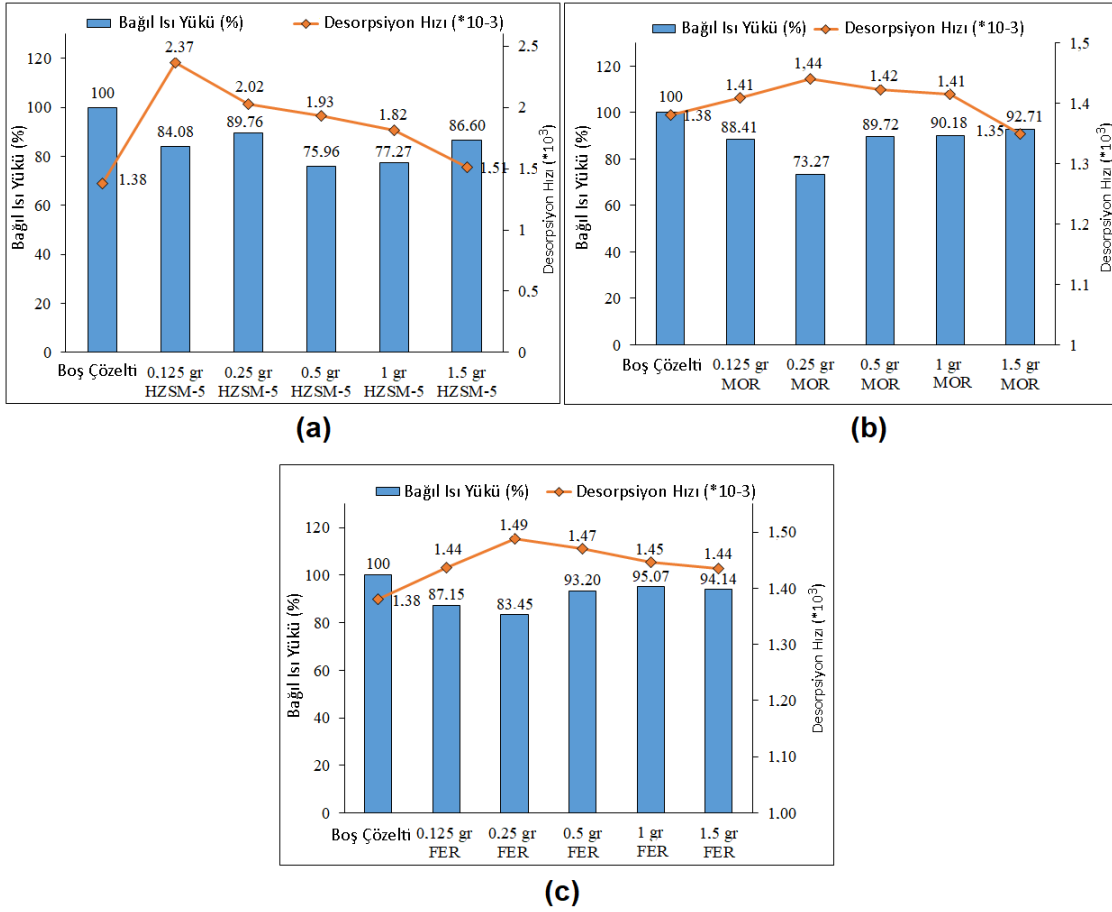 Bağıl Isı Yükü (%) Desorpsiyon Hızı (*10-3)
Bağıl Isı Yükü (%)
120
100
80
60
40
20
0
100
84.08
89.76
75.96
77.27
86.60
1.38
2.37
2.02
1.93
1.82
1.51
2.5
2
1.5
1
0.5
0
Desorpsiyon Hızı (*10³)
Boş Çözelti
0.125 gr HZSM-5
0.25 gr HZSM-5
0.5 gr HZSM-5
1 gr HZSM-5
1.5 gr HZSM-5
(a)
Bağıl Isı Yükü (%) Desorpsiyon Hızı (*10-3)
Bağıl Isı Yükü (%)
120
100
80
60
40
20
0
100
88.41
73.27
89.72
90.18
92.71
1.38
1.41
1,44
1.42
1.41
1.35
1,5
1.4
1.3
1.2
1.1
1
Desorpsiyon Hızı (*10³)
Boş Çözelti
0.125 gr MOR
0.25 gr MOR
0.5 gr MOR
1 gr MOR
1.5 gr MOR
(b)
Bağıl Isı Yükü (%) Desorpsiyon Hızı (*10-3)
Bağıl Isı Yükü (%)
120
100
80
60
40
20
0
100
87.15
83.45
93.20
95.07
94.14
1.38
1.44
1.49
1.47
1.45
1.44
1.50
1.40
1.30
1.20
1.10
1.00
Desorpsiyon Hızı (*10³)
Boş Çözelti
0.125 gr FER
0.25 gr FER
0.5 gr FER
1 gr FER
1.5 gr FER
(c)